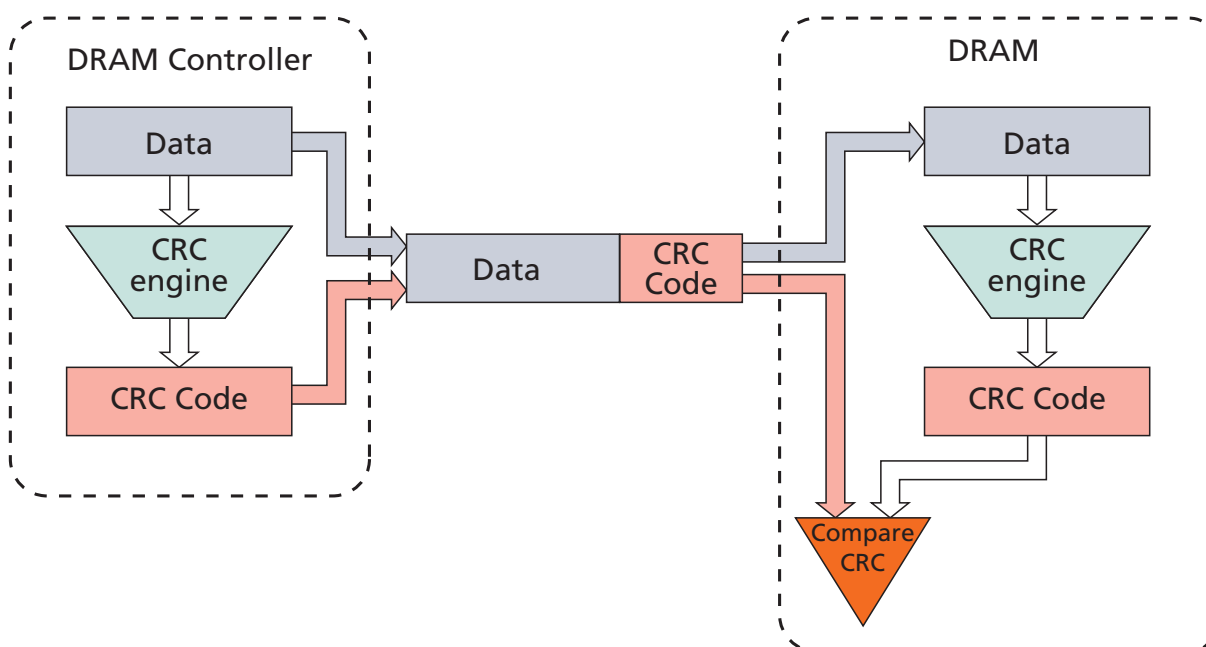 DRAM Controller
Data
CRC
engine
CRC Code
Data
CRC
Code
DRAM
Data
CRC
engine
CRC Code
Compare
CRC